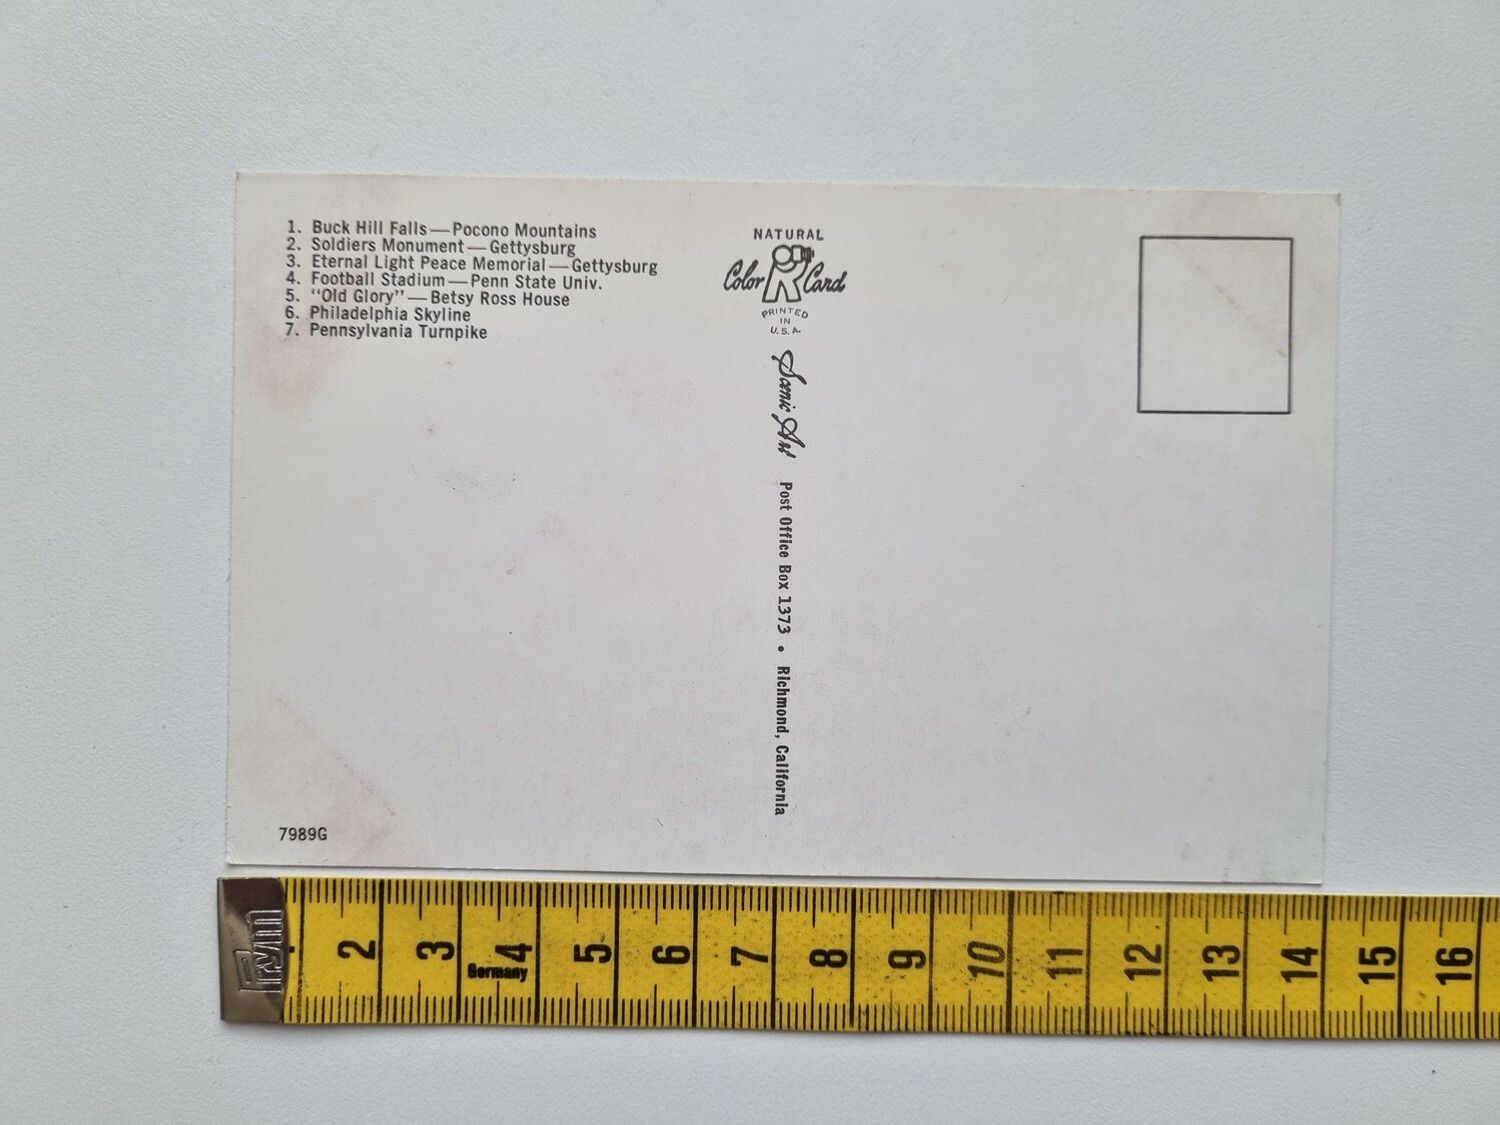 1. Buck Hill Falls—Pocono Mountains
2. Soldiers Monument—Gettysburg
3. Eternal Light Peace Memorial—Gettysburg
4. Football Stadium—Penn State Univ.
5. "Old Glory"—Betsy Ross House
6. Philadelphia Skyline
7. Pennsylvania Turnpike
NATURAL
Color Card
PRINTED
IN
U.S.A.
Scenic Art Post Office Box 1373 • Richmond, California
7989G
Prym
2 3 4 5 6 7 8 9 10 11 12 13 14 15 16
Germany